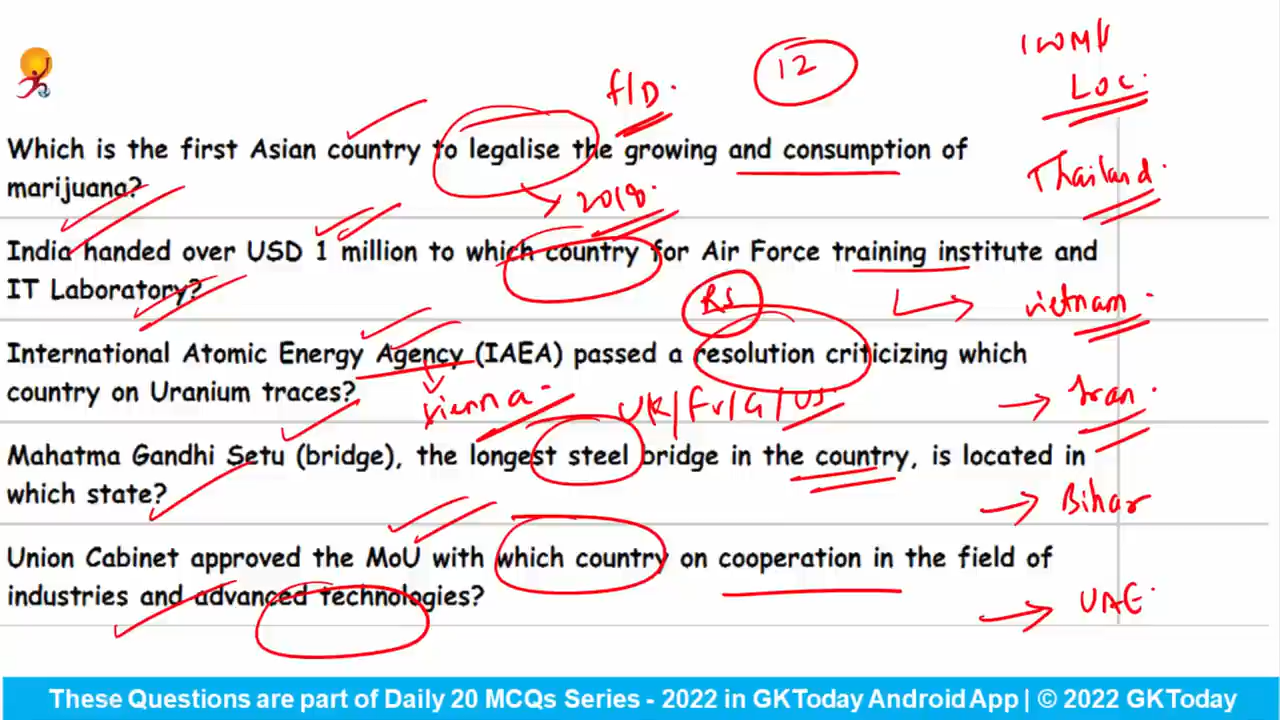 12
LOC.
f/D.
Which is the first Asian country to legalise the growing and consumption of
marijuana?
Thailand.
2018.
India handed over USD 1 million to which country for Air Force training institute and
IT Laboratory?
Vietnam.
RS
International Atomic Energy Agency (IAEA) passed a resolution criticizing which
country on Uranium traces?
Iran.
Vienna
UK/Fr/G/US
Mahatma Gandhi Setu (bridge), the longest steel bridge in the country, is located in
which state?
Bihar
Union Cabinet approved the MoU with which country on cooperation in the field of
industries and advanced technologies?
UAE.
These Questions are part of Daily 20 MCQs Series - 2022 in GKToday Android App | © 2022 GKToday